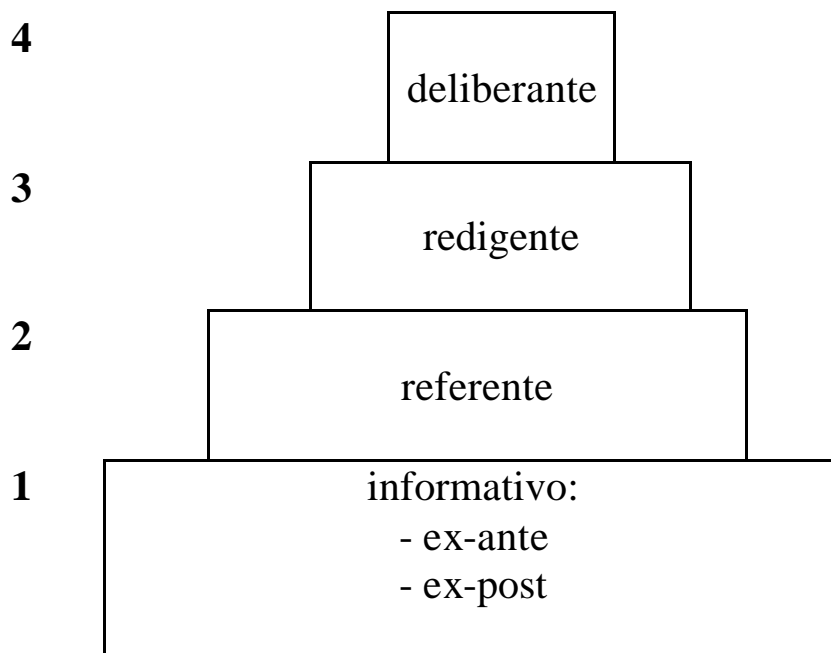 4
deliberante
3
redigente
2
referente
1
informativo:
- ex-ante
- ex-post